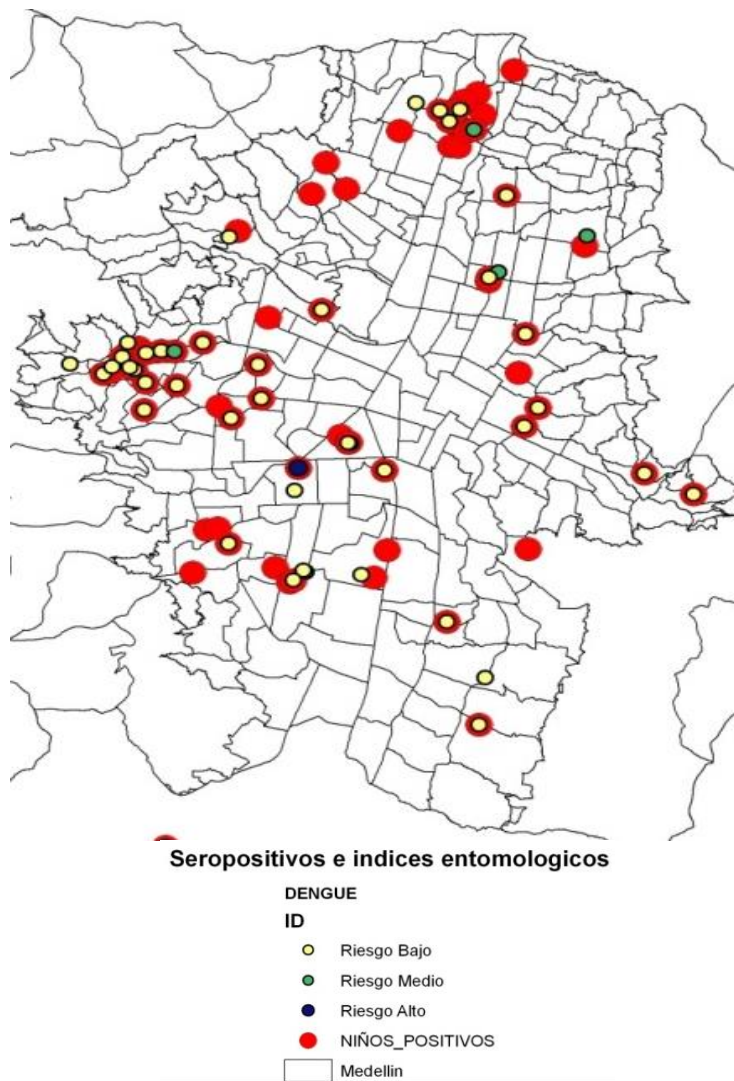 Seropositivos e indices entomologicos
DENGUE
ID
Riesgo Bajo
Riesgo Medio
Riesgo Alto
NIÑOS_POSITIVOS
Medellin